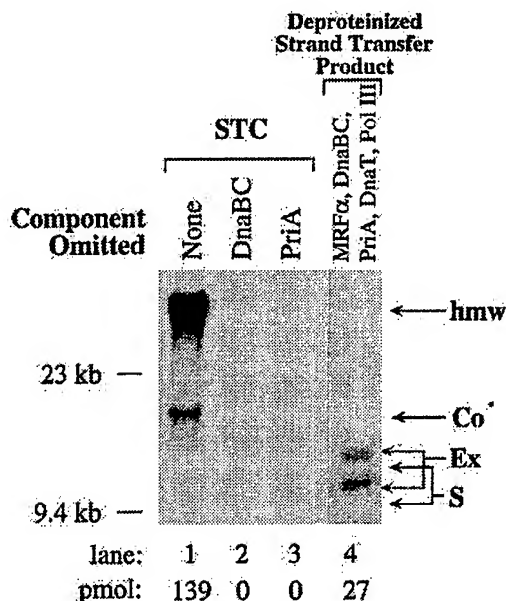 Deproteinized
Strand Transfer
Product
STC
Component
Omitted
None
DnaBC
PriA
MRFα, DnaBC,
PriA, DnaT, Pol III
hmw
23 kb
Co
Ex
S
9.4 kb
lane: 1 2 3 4
pmol: 139 0 0 27